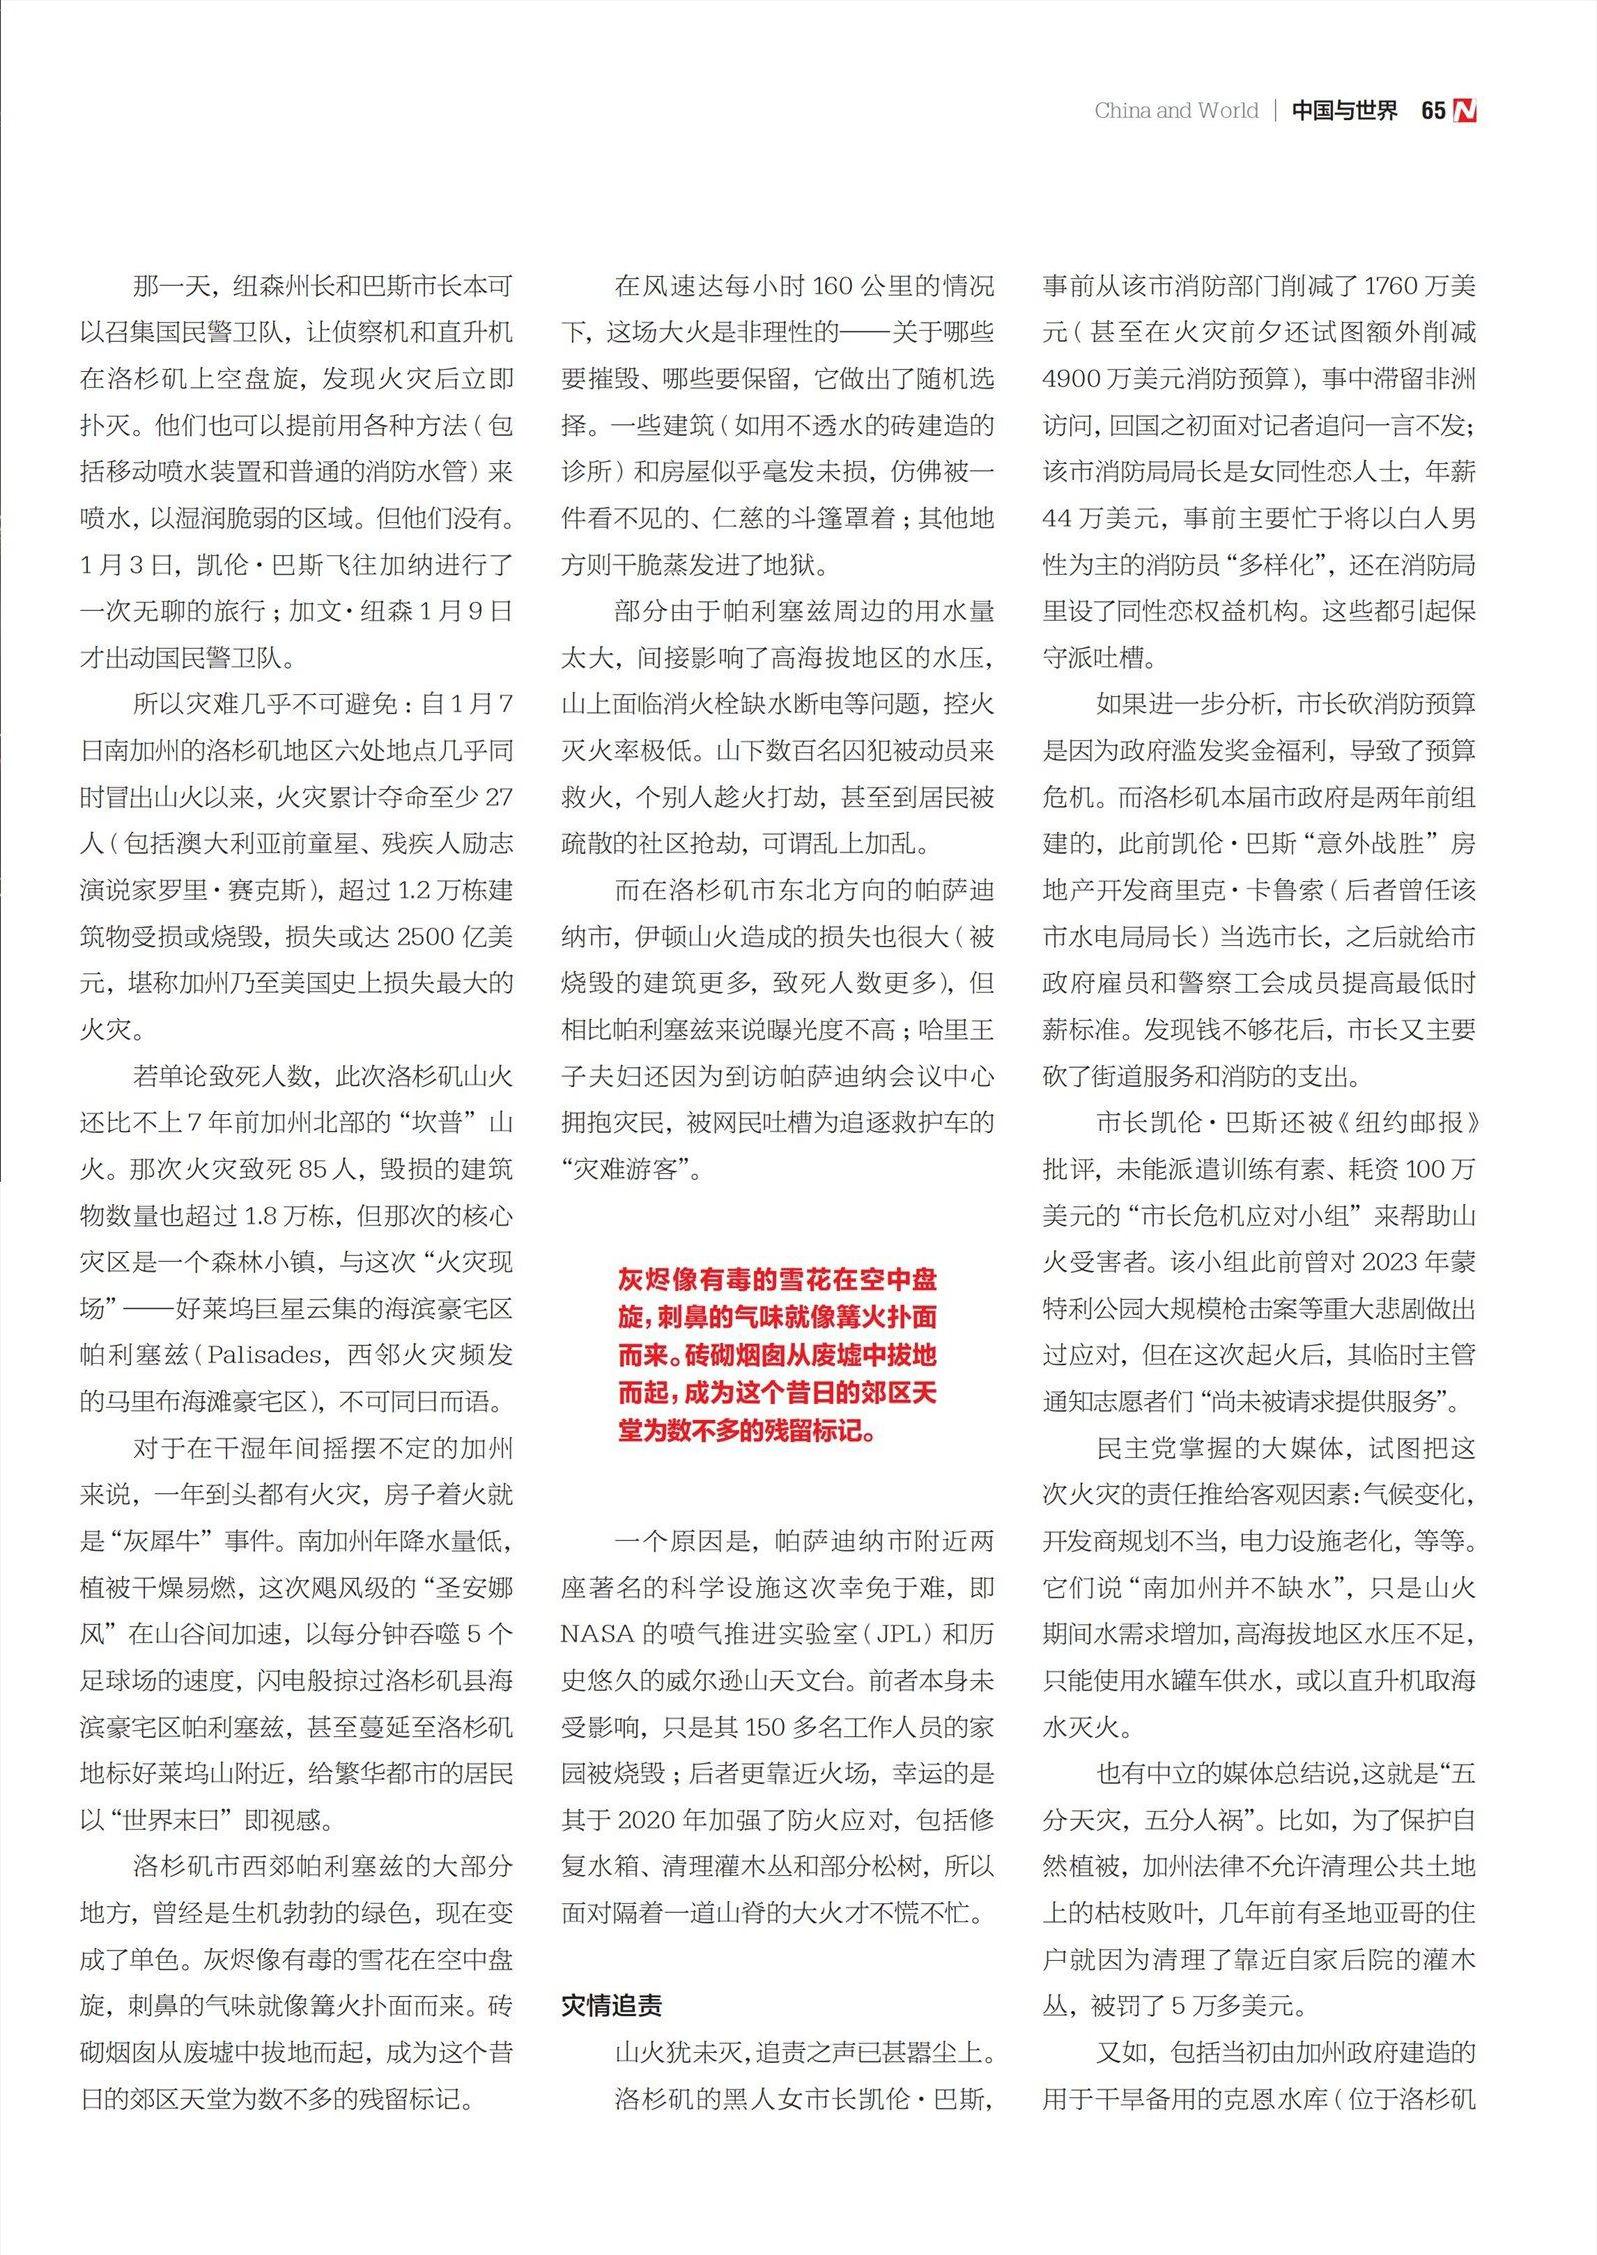 China and World | 中国与世界 65
那一天，纽森州长和巴斯市长本可
以召集国民警卫队，让侦察机和直升机
在洛杉矶上空盘旋，发现火灾后立即
扑灭。他们也可以提前用各种方法（包
括移动喷水装置和普通的消防水管）来
喷水，以湿润脆弱的区域。但他们没有。
1月3日，凯伦·巴斯飞往加纳进行了
一次无聊的旅行；加文·纽森1月9日
才出动国民警卫队。
所以灾难几乎不可避免：自1月7
日南加州的洛杉矶地区六处地点几乎同
时冒出山火以来，火灾累计夺命至少27
人（包括澳大利亚前童星、残疾人励志
演说家罗里·赛克斯），超过1.2万栋建
筑物受损或烧毁，损失或达2500亿美
元，堪称加州乃至美国史上损失最大的
火灾。
若单论致死人数，此次洛杉矶山火
还比不上7年前加州北部的“坎普”山
火。那次火灾致死85人，毁损的建筑
物数量也超过1.8万栋，但那次的核心
灾区是一个森林小镇，与这次“火灾现
场”——好莱坞巨星云集的海滨豪宅区
帕利塞兹（Palisades，西邻火灾频发
的马里布海滩豪宅区），不可同日而语。
对于在干湿年间摇摆不定的加州
来说，一年到头都有火灾，房子着火就
是“灰犀牛”事件。南加州年降水量低，
植被干燥易燃，这次飓风级的“圣安娜
风”在山谷间加速，以每分钟吞噬5个
足球场的速度，闪电般掠过洛杉矶县海
滨豪宅区帕利塞兹，甚至蔓延至洛杉矶
地标好莱坞山附近，给繁华都市的居民
以“世界末日”即视感。
洛杉矶市西郊帕利塞兹的大部分
地方，曾经是生机勃勃的绿色，现在变
成了单色。灰烬像有毒的雪花在空中盘
旋，刺鼻的气味就像篝火扑面而来。砖
砌烟囱从废墟中拔地而起，成为这个昔
日的郊区天堂为数不多的残留标记。
在风速达每小时160公里的情况
下，这场大火是非理性的——关于哪些
要摧毁、哪些要保留，它做出了随机选
择。一些建筑（如用不透水的砖建造的
诊所）和房屋似乎毫发未损，仿佛被一
件看不见的、仁慈的斗篷罩着；其他地
方则干脆蒸发进了地狱。
部分由于帕利塞兹周边的用水量
太大，间接影响了高海拔地区的水压，
山上面临消火栓缺水断电等问题，控火
灭火率极低。山下数百名囚犯被动员来
救火，个别人趁火打劫，甚至到居民被
疏散的社区抢劫，可谓乱上加乱。
而在洛杉矶市东北方向的帕萨迪
纳市，伊顿山火造成的损失也很大（被
烧毁的建筑更多，致死人数更多），但
相比帕利塞兹来说曝光度不高；哈里王
子夫妇还因为到访帕萨迪纳会议中心
拥抱灾民，被网民吐槽为追逐救护车的
“灾难游客”。
灰烬像有毒的雪花在空中盘
旋，刺鼻的气味就像篝火扑面
而来。砖砌烟囱从废墟中拔地
而起，成为这个昔日的郊区天
堂为数不多的残留标记。
一个原因是，帕萨迪纳市附近两
座著名的科学设施这次幸免于难，即
NASA的喷气推进实验室（JPL）和历
史悠久的威尔逊山天文台。前者本身未
受影响，只是其150多名工作人员的家
园被烧毁；后者更靠近火场，幸运的是
其于2020年加强了防火应对，包括修
复水箱、清理灌木丛和部分松树，所以
面对隔着一道山脊的大火才不慌不忙。
灾情追责
山火犹未灭，追责之声已甚嚣尘上。
洛杉矶的黑人女市长凯伦·巴斯，
事前从该市消防部门削减了1760万美
元（甚至在火灾前夕还试图额外削减
4900万美元消防预算），事中滞留非洲
访问，回国之初面对记者追问一言不发；
该市消防局局长是女同性恋人士，年薪
44万美元，事前主要忙于将以白人男
性为主的消防员“多样化”，还在消防局
里设了同性恋权益机构。这些都引起保
守派吐槽。
如果进一步分析，市长砍消防预算
是因为政府滥发奖金福利，导致了预算
危机。而洛杉矶本届市政府是两年前组
建的，此前凯伦·巴斯“意外战胜”房
地产开发商里克·卡鲁索（后者曾任该
市水电局局长）当选市长，之后就给市
政府雇员和警察工会成员提高最低时
薪标准。发现钱不够花后，市长又主要
砍了街道服务和消防的支出。
市长凯伦·巴斯还被《纽约邮报》
批评，未能派遣训练有素、耗资100万
美元的“市长危机应对小组”来帮助山
火受害者。该小组此前曾对2023年蒙
特利公园大规模枪击案等重大悲剧做出
过应对，但在这次起火后，其临时主管
通知志愿者们“尚未被请求提供服务”。
民主党掌握的大媒体，试图把这
次火灾的责任推给客观因素：气候变化，
开发商规划不当，电力设施老化，等等。
它们说“南加州并不缺水”，只是山火
期间水需求增加，高海拔地区水压不足，
只能使用水罐车供水，或以直升机取海
水灭火。
也有中立的媒体总结说，这就是“五
分天灾，五分人祸”。比如，为了保护自
然植被，加州法律不允许清理公共土地
上的枯枝败叶，几年前有圣地亚哥的住
户就因为清理了靠近自家后院的灌木
丛，被罚了5万多美元。
又如，包括当初由加州政府建造的
用于干旱备用的克恩水库（位于洛杉矶